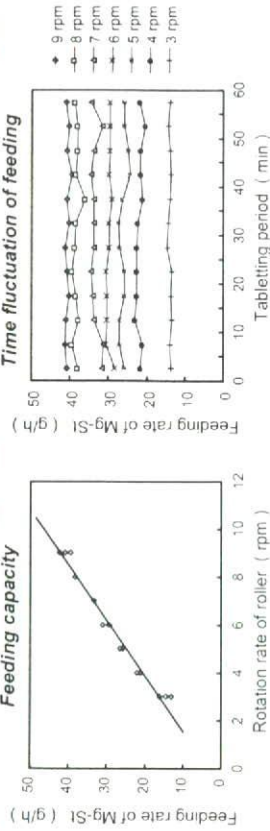 Feeding capacity
Feeding rate of Mg-St ( g/h )
50
40
30
20
10
0
0 2 4 6 8 10 12
Rotation rate of roller ( rpm )
Time fluctuation of feeding
Feeding rate of Mg-St ( g/h )
50
40
30
20
10
0
0 10 20 30 40 50 60
Tabletting period ( min )
9 rpm
8 rpm
7 rpm
6 rpm
5 rpm
4 rpm
3 rpm